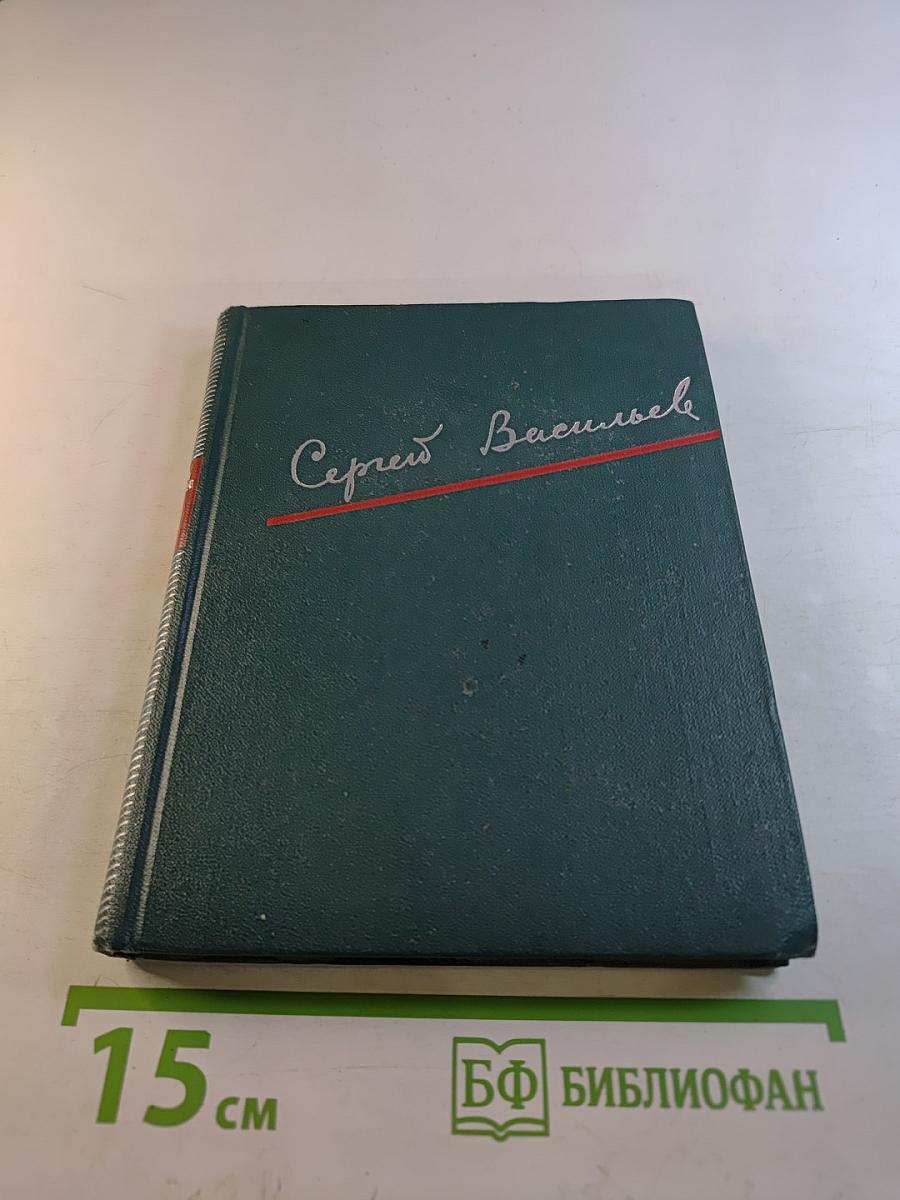 Сергей Васильев
15 см
БФ БИБЛИОФАН